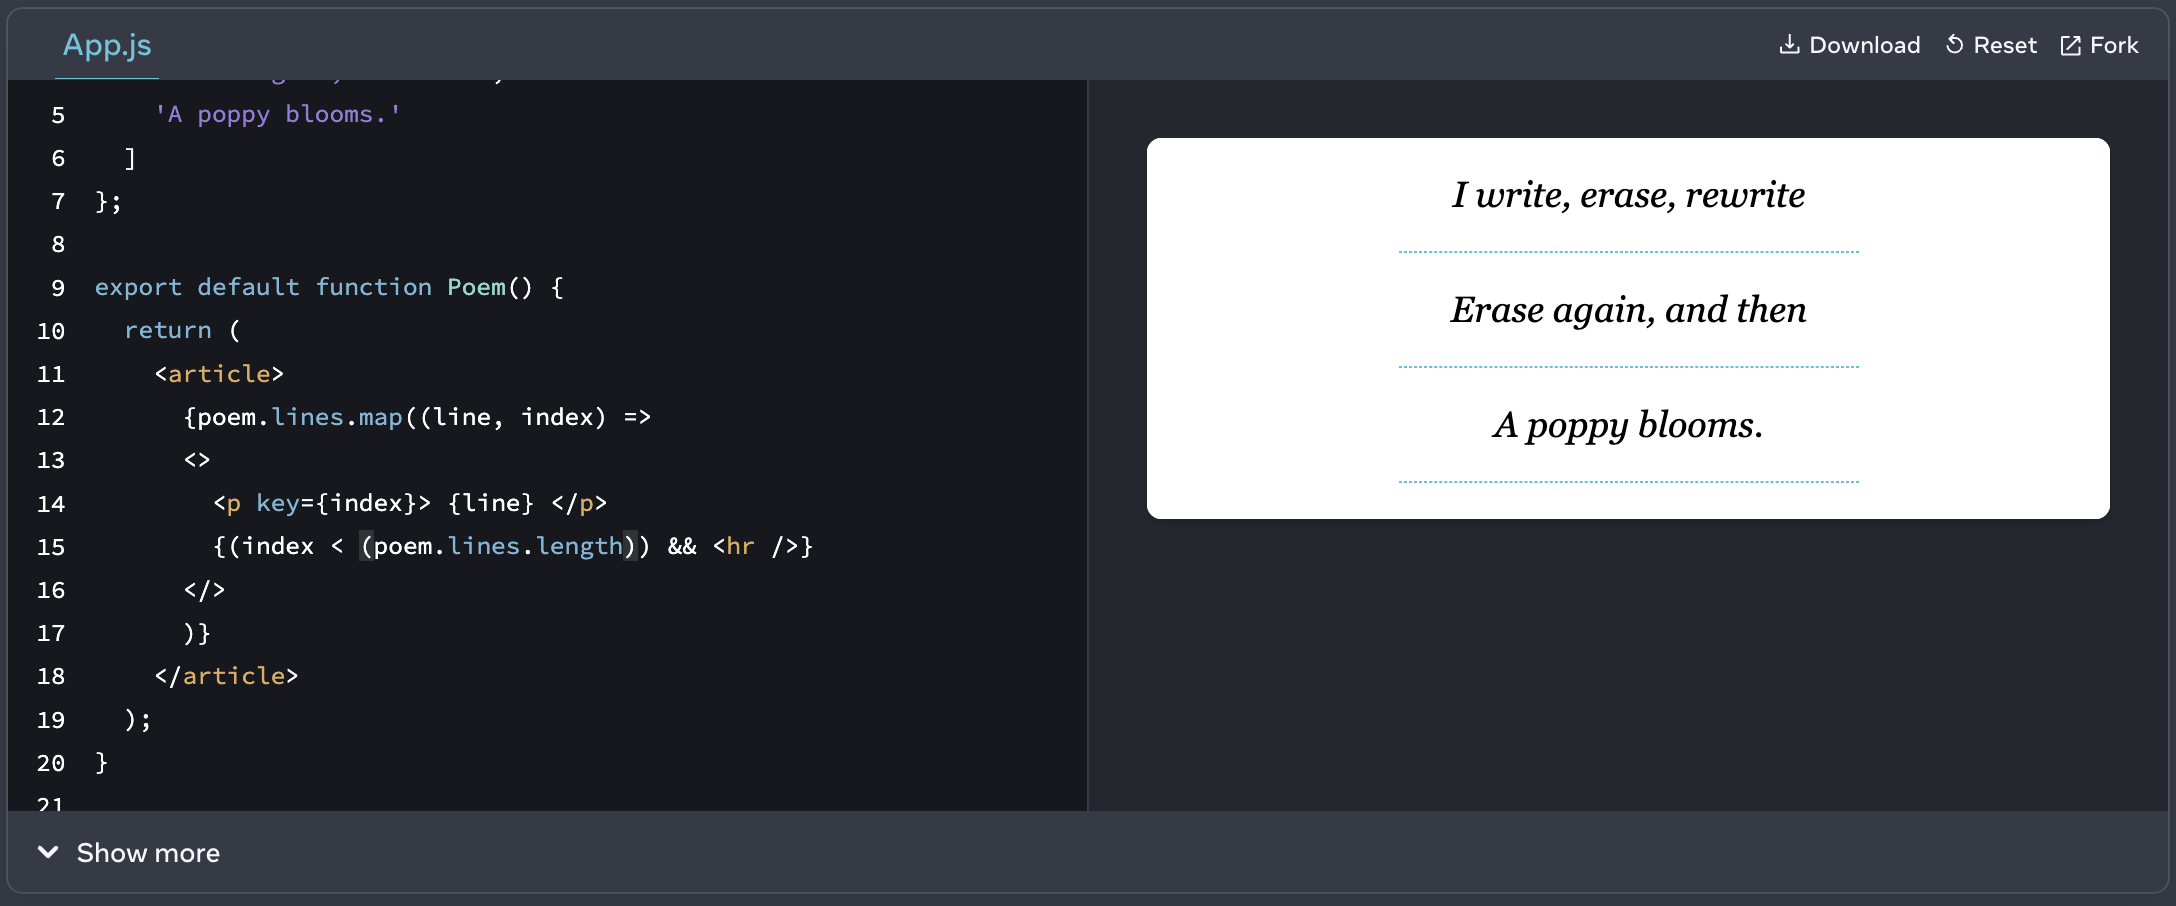 App.js
Download Reset Fork
5 'A poppy blooms.'
6 ]
7 };
8
9 export default function Poem() {
10 return (
11 <article>
12 {poem.lines.map((line, index) =>
13 <>
14 <p key={index}> {line} </p>
15 {(index < (poem.lines.length)) && <hr />}
16 </>
17 )}
18 </article>
19 );
20 }
21
I write, erase, rewrite
Erase again, and then
A poppy blooms.
Show more